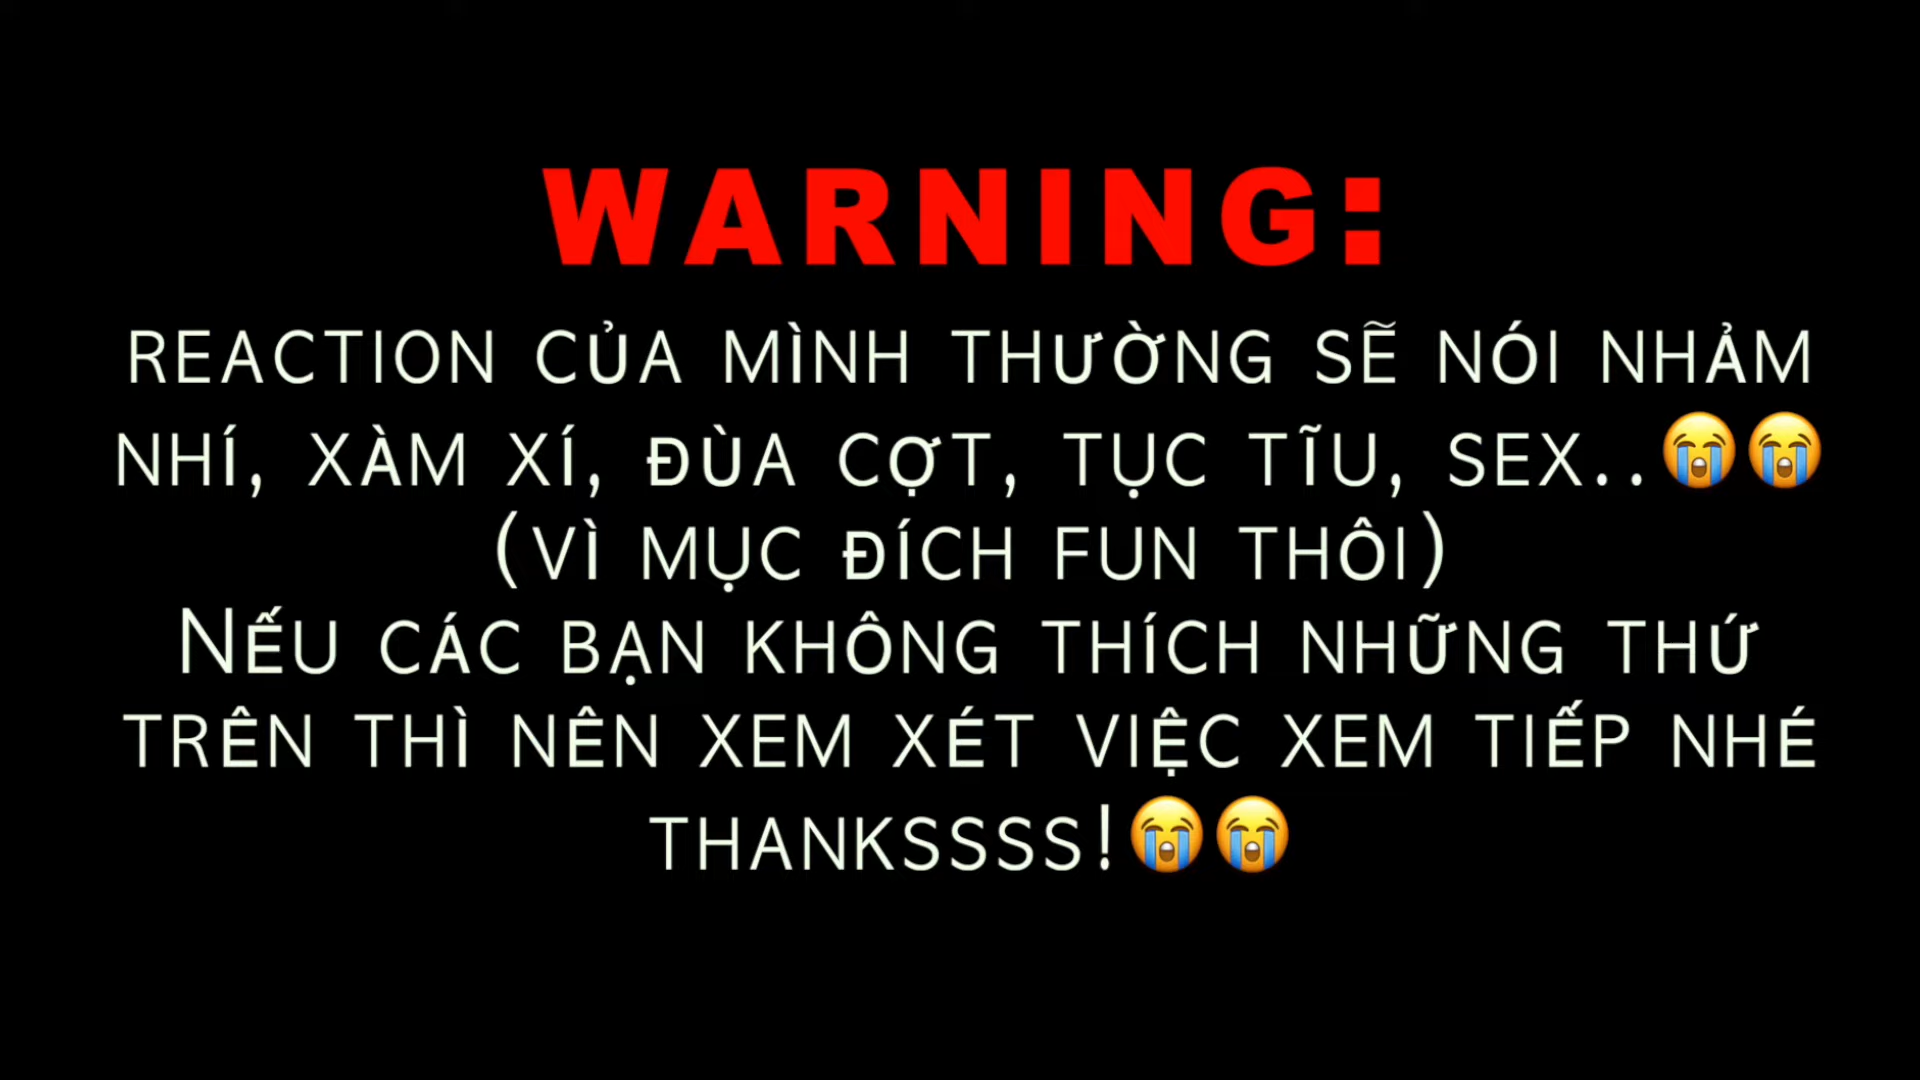 WARNING:
REACTION CỦA MÌNH THƯỜNG SẼ NÓI NHẢM
NHÍ, XÀM XÍ, ĐÙA CỢT, TỤC TĨU, SEX..😭😭
(VÌ MỤC ĐÍCH FUN THÔI)
NẾU CÁC BẠN KHÔNG THÍCH NHỮNG THỨ
TRÊN THÌ NÊN XEM XÉT VIỆC XEM TIẾP NHÉ
THANKSSSS!😭😭